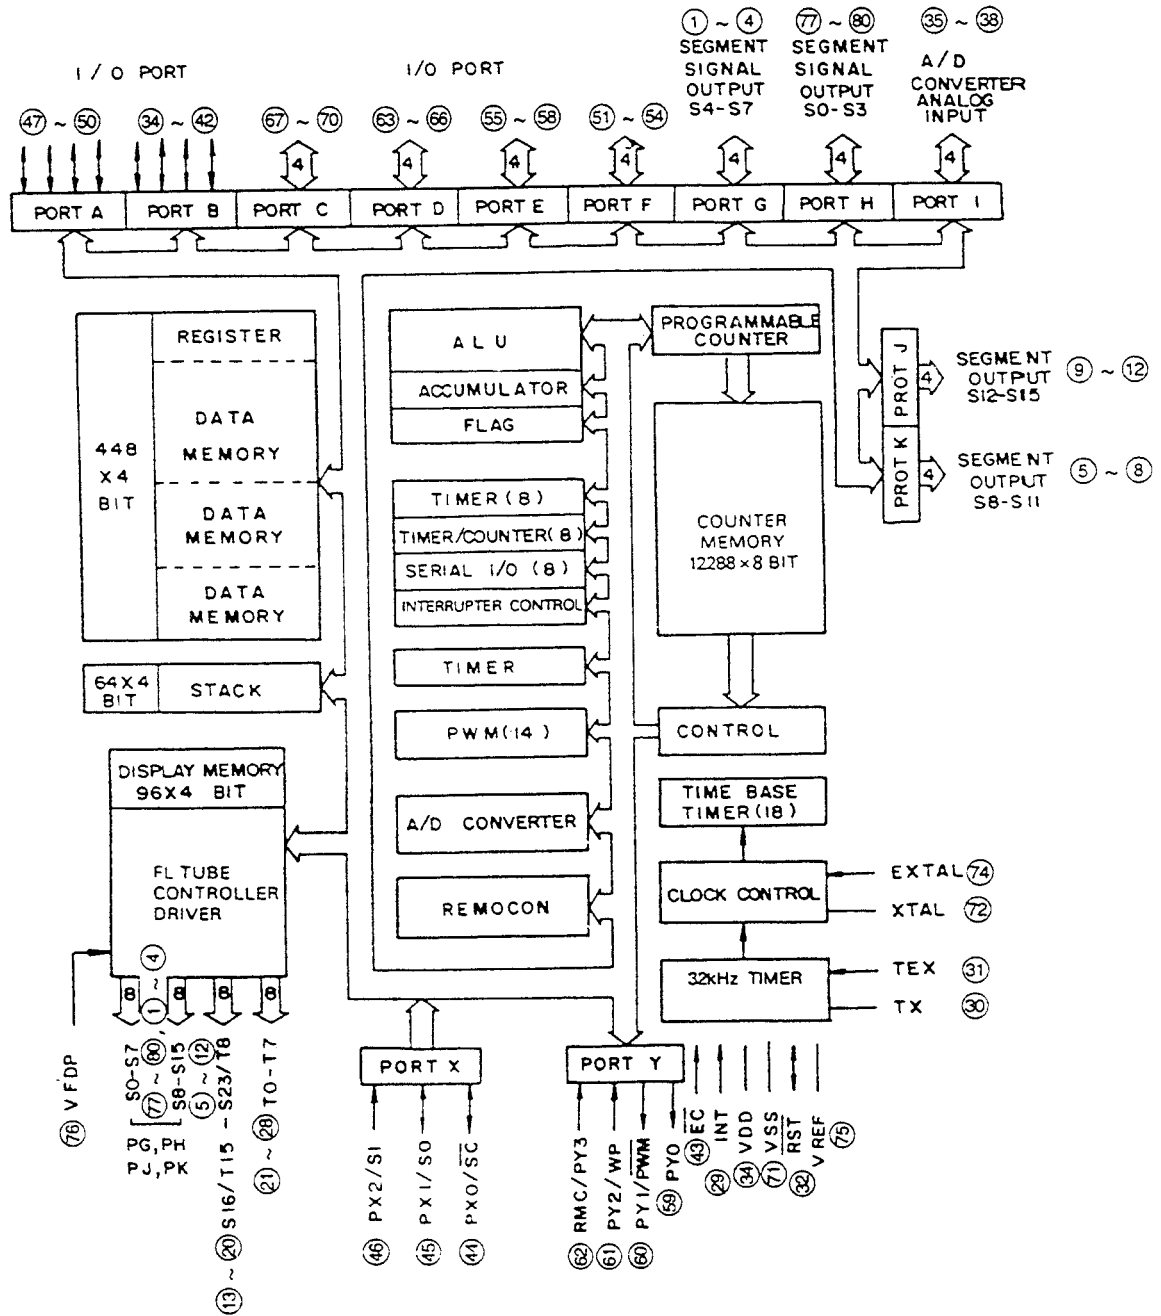 ① ~ ④ ⑦⑦ ~ ⑧⓪ ㉟ ~ ㊳
SEGMENT
SIGNAL
OUTPUT
S4-S7
SEGMENT
SIGNAL
OUTPUT
S0-S3
A/D
CONVERTER
ANALOG
INPUT
I/O PORT
I/O PORT
㊼ ~ ㊿
㉞ ~ ㊷
67 ~ 70
63 ~ 66
55 ~ 58
51 ~ 54
4 4 4 4 4 4 4
PORT A PORT B PORT C PORT D PORT E PORT F PORT G PORT H PORT I
448
X 4
BIT
REGISTER
DATA
MEMORY
DATA
MEMORY
DATA
MEMORY
64X4
BIT
STACK
DISPLAY MEMORY
96X4 BIT
FL TUBE
CONTROLLER
DRIVER
ALU
ACCUMULATOR
FLAG
TIMER(8)
TIMER/COUNTER(8)
SERIAL I/O (8)
INTERRUPTER CONTROL
TIMER
PWM(14)
A/D CONVERTER
REMOCON
PROGRAMMABLE
COUNTER
COUNTER
MEMORY
12288×8 BIT
CONTROL
TIME BASE
TIMER(18)
CLOCK CONTROL
32kHz TIMER
PROT J
4
SEGMENT
OUTPUT
S12-S15
⑨ ~ ⑫
PROT K
4
SEGMENT
OUTPUT
S8-S11
⑤ ~ ⑧
EXTAL 74
XTAL 72
TEX ㉛
TX ㉚
8 8 8 8
76 VFDP
S0-S7
77 ~ 80, ① ~ ④
S8-S15
⑤ ~ ⑫
PG,PH
PJ,PK
⑬ ~ ⑳ S16/T15 - S23/T8
㉑ ~ ㉘ T0-T7
PORT X
㊻ PX2/SI
㊺ PX1/SO
㊹ PX0/SC
PORT Y
62 RMC/PY3
61 PY2/WP
60 PY1/PWM
59 PY0
㊸ EC
㉙ INT
㉞ VDD
71 VSS
㉜ RST
VREF 75